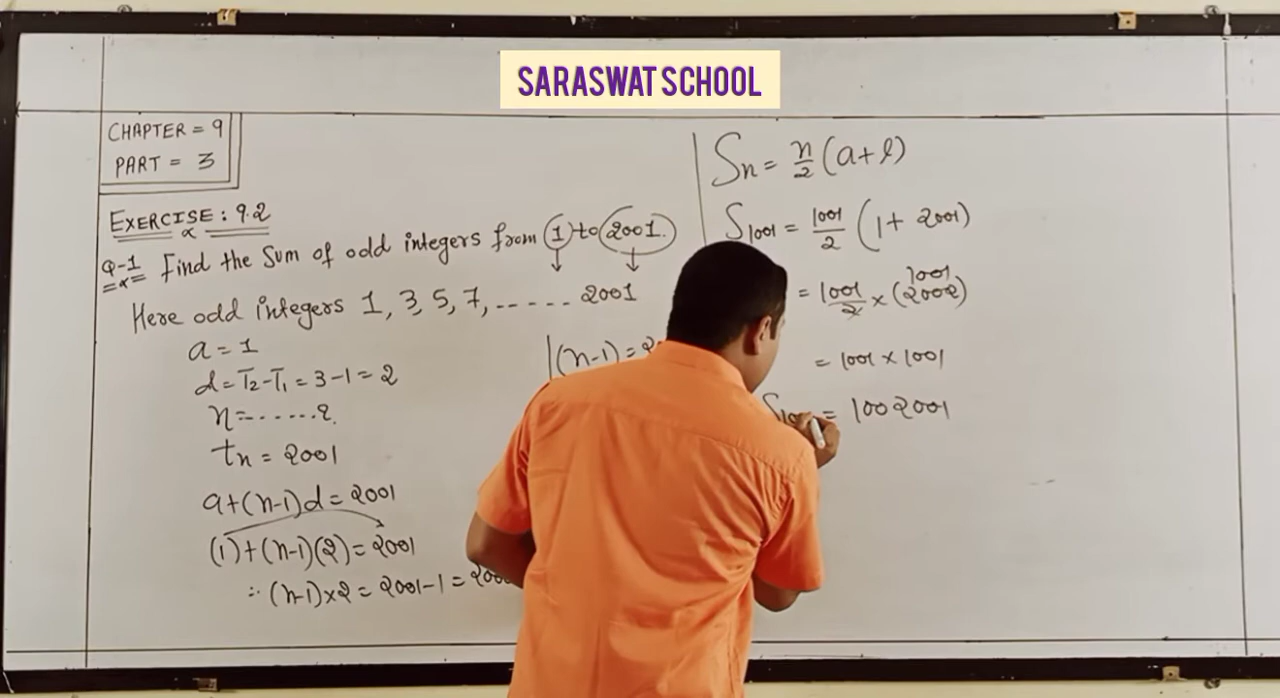 SARASWAT SCHOOL
CHAPTER = 9
PART = 3
EXERCISE: 9.2
Q-1 Find the Sum of odd integers from 1 to 2001.
Here odd integers 1, 3, 5, 7, ------ 2001
a = 1
d = T₂-T₁ = 3-1 = 2
n = ......?
tn = 2001
a+(n-1)d = 2001
(1)+(n-1)(2) = 2001
∴ (n-1)×2 = 2001-1 =
(n-1) =
Sn = n/2 (a+l)
S1001 = 1001/2 (1+2001)
1001
= 1001/2 × (2002)
= 1001 × 1001
= 1002001